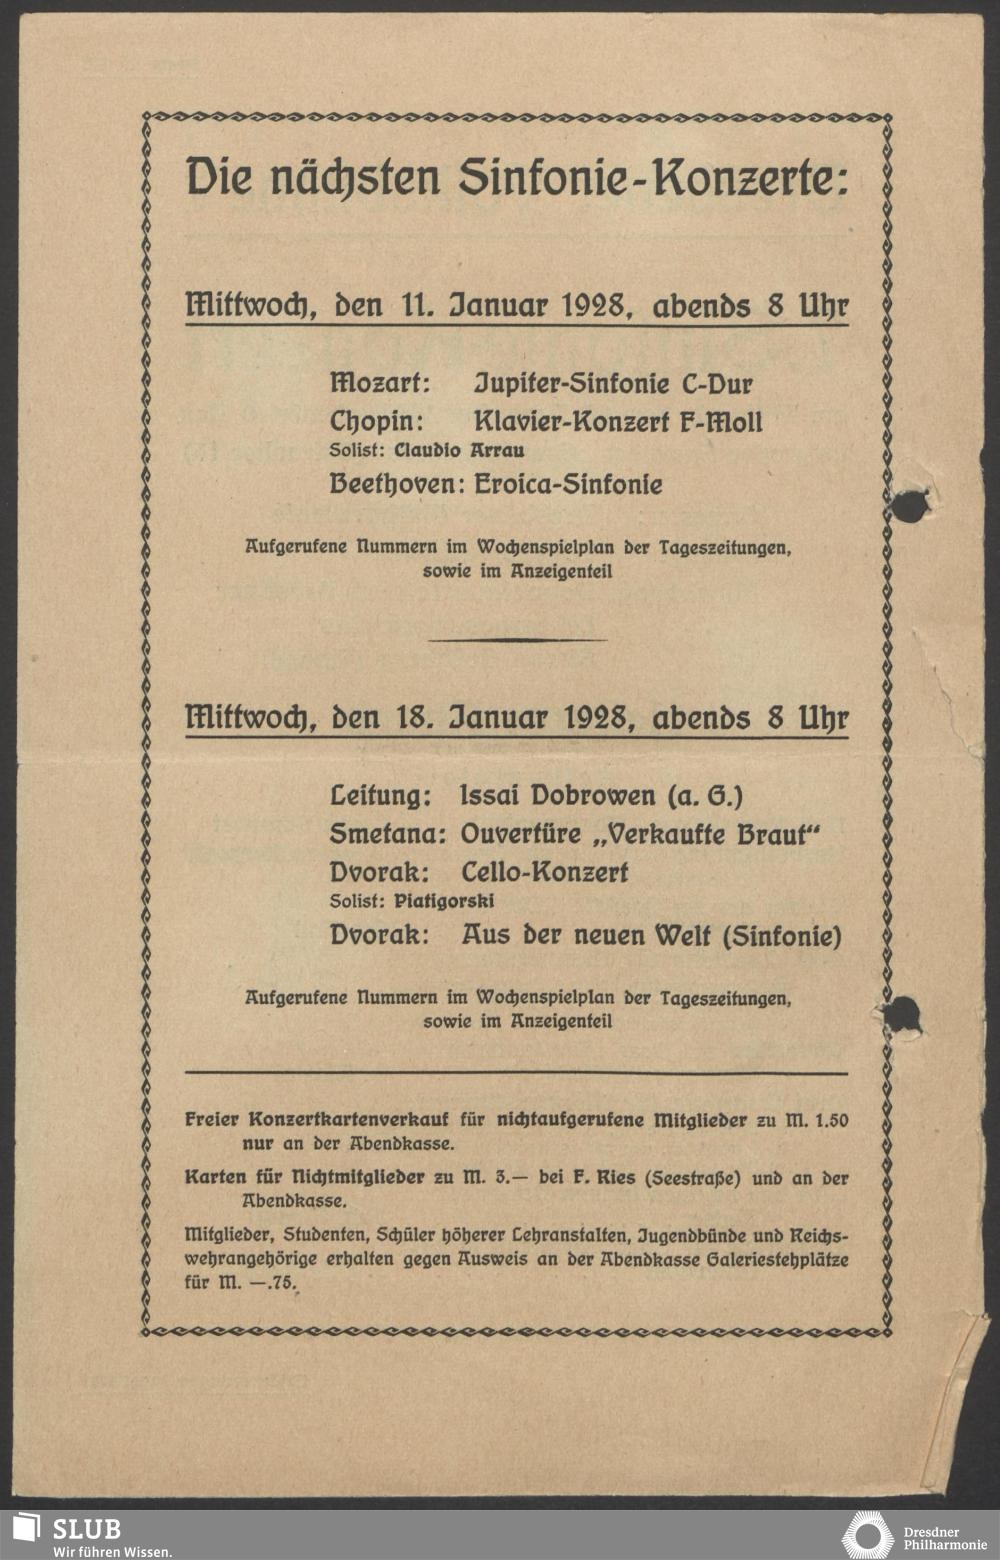 Die nächsten Sinfonie-Konzerte:
Mittwoch, den 11. Januar 1928, abends 8 Uhr
Mozart: Jupiter-Sinfonie C-Dur
Chopin: Klavier-Konzert F-Moll
Solist: Claudio Arrau
Beethoven: Eroica-Sinfonie
Aufgerufene Nummern im Wochenspielplan der Tageszeitungen,
sowie im Anzeigenteil
Mittwoch, den 18. Januar 1928, abends 8 Uhr
Leitung: Issai Dobrowen (a. G.)
Smetana: Ouvertüre „Verkaufte Braut“
Dvorak: Cello-Konzert
Solist: Piatigorski
Dvorak: Aus der neuen Welt (Sinfonie)
Aufgerufene Nummern im Wochenspielplan der Tageszeitungen,
sowie im Anzeigenteil
Freier Konzertkartenverkauf für nichtaufgerufene Mitglieder zu M. 1.50
nur an der Abendkasse.
Karten für Nichtmitglieder zu M. 3.— bei F. Ries (Seestraße) und an der
Abendkasse.
Mitglieder, Studenten, Schüler höherer Lehranstalten, Jugendbünde und Reichs-
wehrangehörige erhalten gegen Ausweis an der Abendkasse Galeriestehplätze
für M. —.75.
SLUB
Wir führen Wissen.
Dresdner
Philharmonie